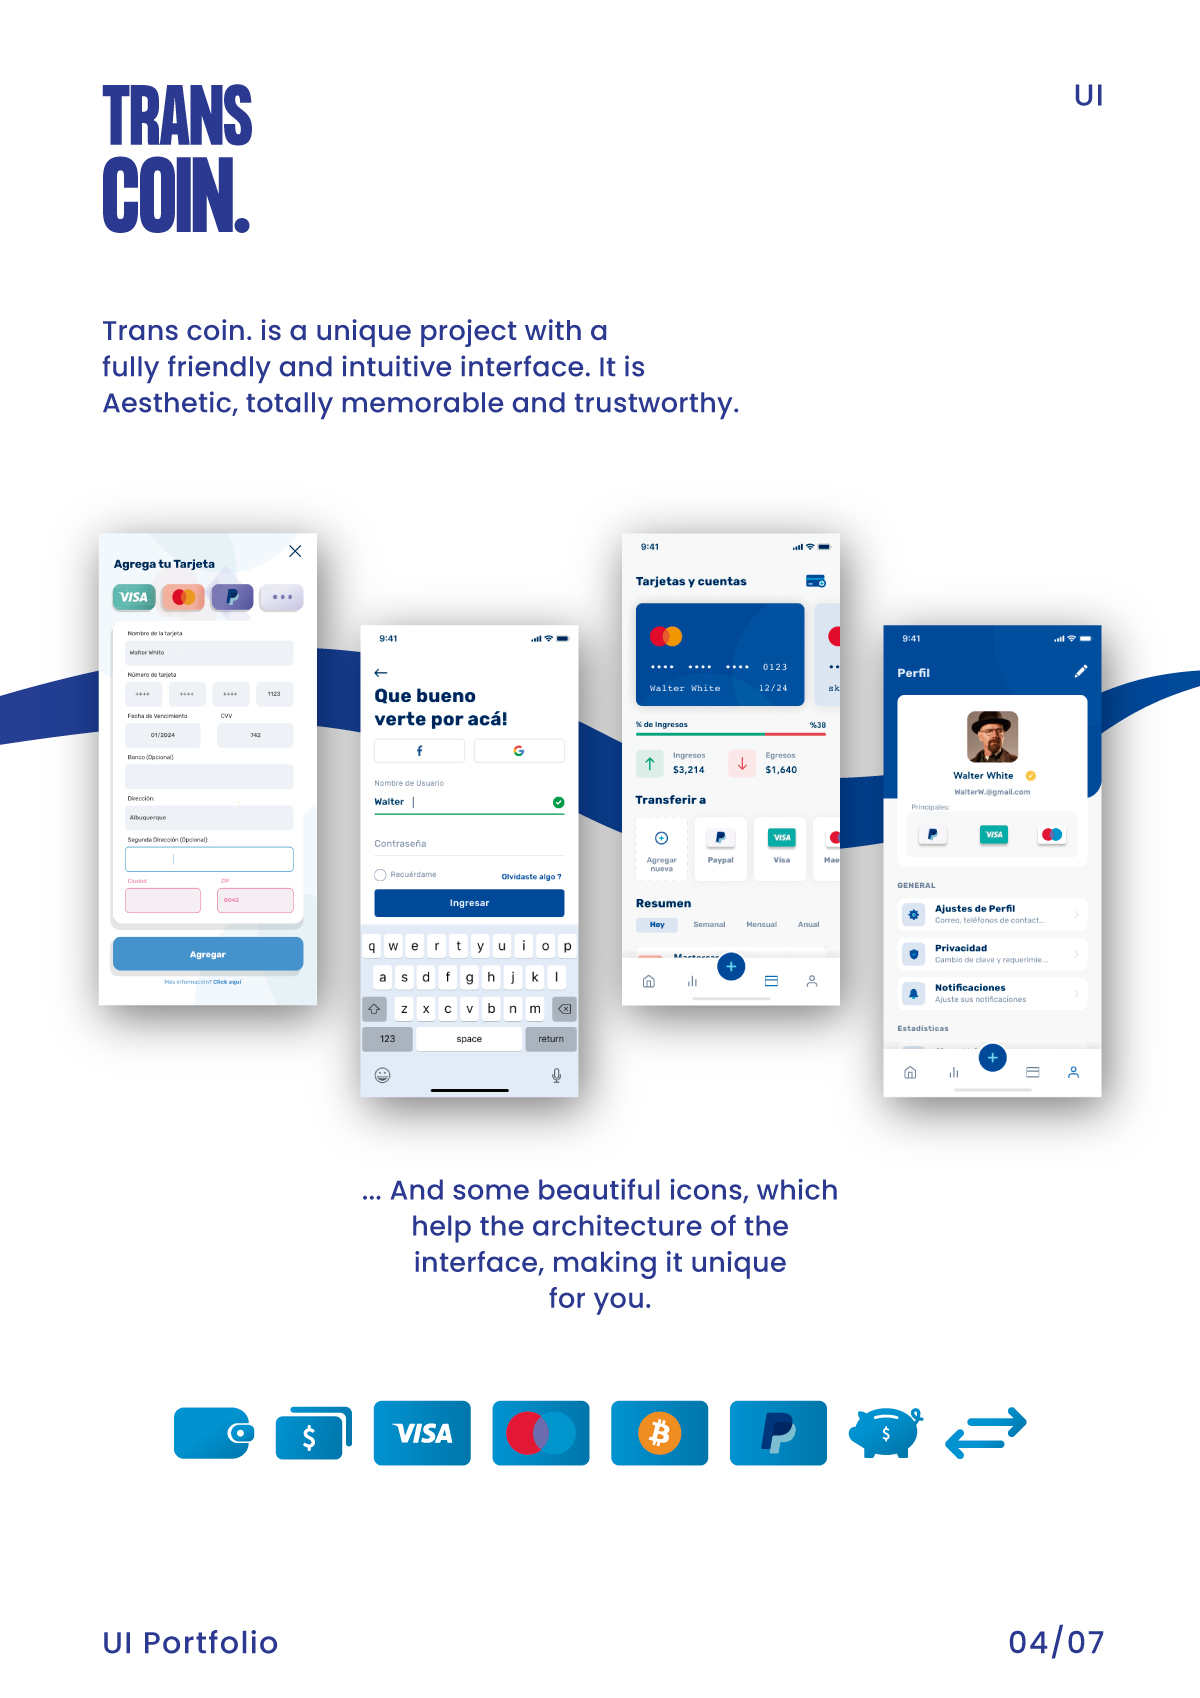 TRANS
COIN.
UI
Trans coin. is a unique project with a
fully friendly and intuitive interface. It is
Aesthetic, totally memorable and trustworthy.
Agrega tu Tarjeta
VISA
Nombre de la tarjeta
Walter White
Número de tarjeta
++++ ++++ ++++ 1123
Fecha de Vencimiento CVV
01/2024 742
Banco (Opcional)
Dirección:
Albuquerque
Segunda Dirección (Opcional):
Ciudad ZIP
0042
Agregar
Más información? Click aquí
9:41
Que bueno
verte por acá!
Nombre de Usuario
Walter
Contraseña
Recuérdame Olvidaste algo ?
Ingresar
q w e r t y u i o p
a s d f g h j k l
z x c v b n m
123 space return
9:41
Tarjetas y cuentas
•••• •••• •••• 0123
Walter White 12/24
sk
% de Ingresos %38
Ingresos Egresos
$3,214 $1,640
Transferir a
VISA
Agregar
nueva
Paypal Visa Mae
Resumen
Hoy Semanal Mensual Anual
9:41
Perfil
Walter White
WalterW.@gmail.com
Principales:
VISA
GENERAL
Ajustes de Perfil
Correo, teléfonos de contact...
Privacidad
Cambio de clave y requerimie...
Notificaciones
Ajuste sus notificaciones
Estadísticas
... And some beautiful icons, which
help the architecture of the
interface, making it unique
for you.
$ VISA $
UI Portfolio
04/07